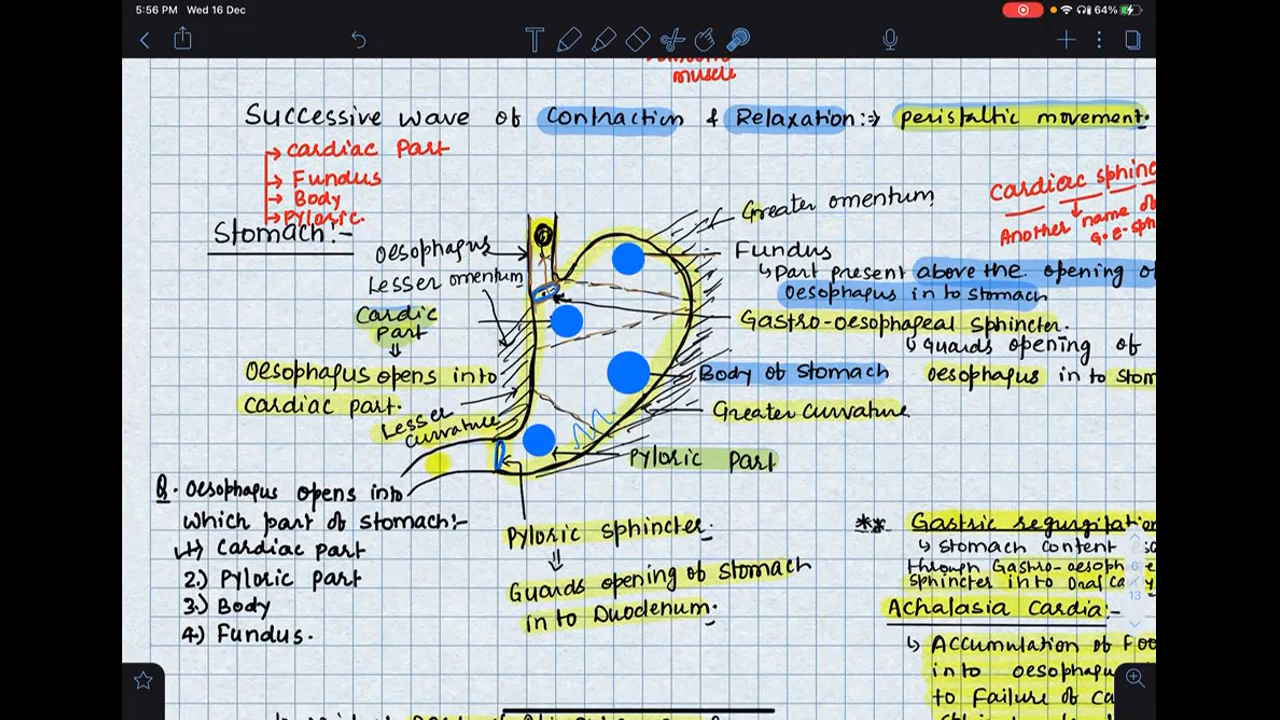 5:56 PM Wed 16 Dec
64%
muscle
Successive wave of Contraction & Relaxation:⇒ peristaltic movement.
→ Cardiac Part
→ Fundus
→ Body
→ Pyloric.
Stomach:-
Oesophagus
Lesser omentum
Cardic
Part
⇓
Oesophagus opens into
Cardiac part.
Lesser
curvature
Greater omentum
Fundus
↳ Part present above the opening of
Oesophagus in to stomach
Gastro-oesophageal Sphincter.
↳ guards opening of
oesophagus in to stom
Body of Stomach
Greater curvature
Pyloric Part
Cardiac sphinc
Another name of
G.E-sph
Q. Oesophagus opens into
which part of stomach:-
1) Cardiac part
2.) Pyloric part
3.) Body
4.) Fundus.
Pyloric sphincter.
⇓
Guards opening of Stomach
in to Duodenum.
** Gastric regurgitation
↳ Stomach content
through Gastro-oesoph
sphincter in to Oral ca
6
13
Achalasia Cardia:-
↳ Accumulation of Foo
in to oesophagu
to Failure of Ca